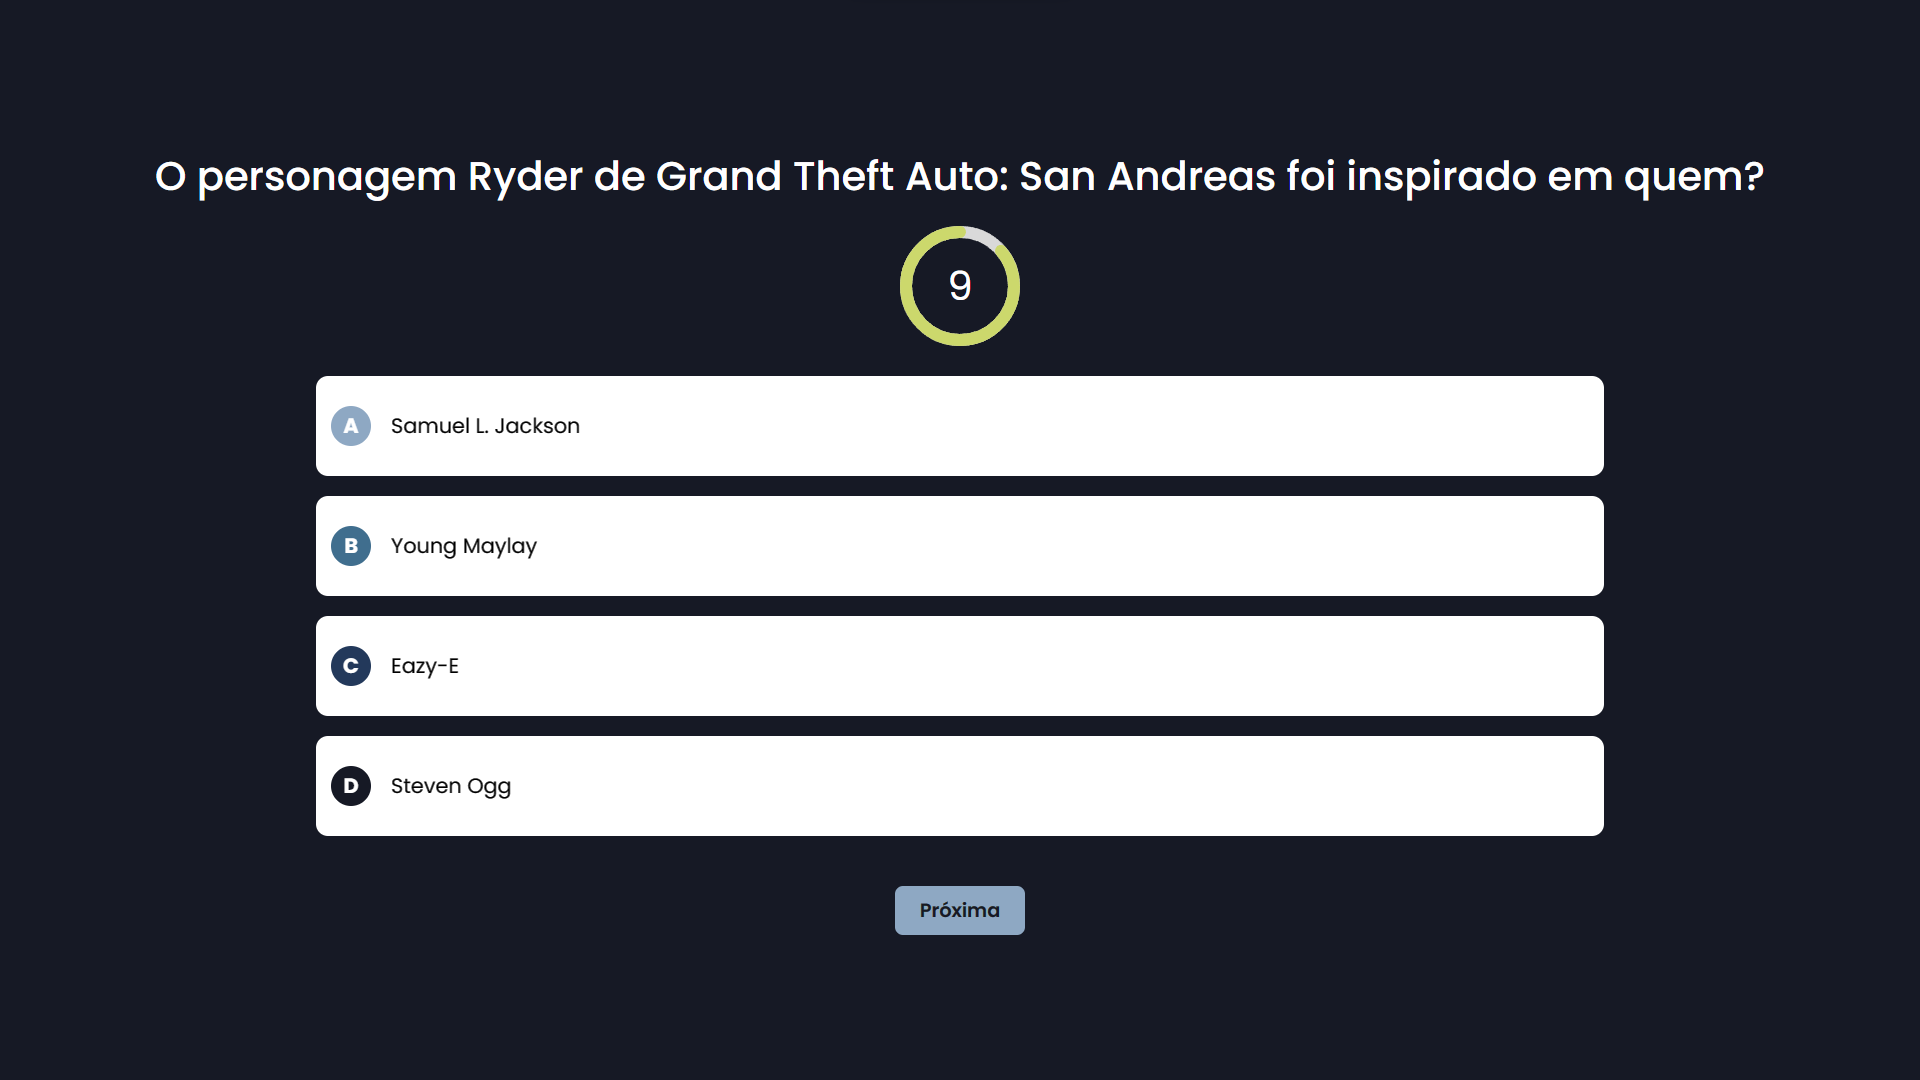 O personagem Ryder de Grand Theft Auto: San Andreas foi inspirado em quem?
9
A Samuel L. Jackson
B Young Maylay
C Eazy-E
D Steven Ogg
Próxima